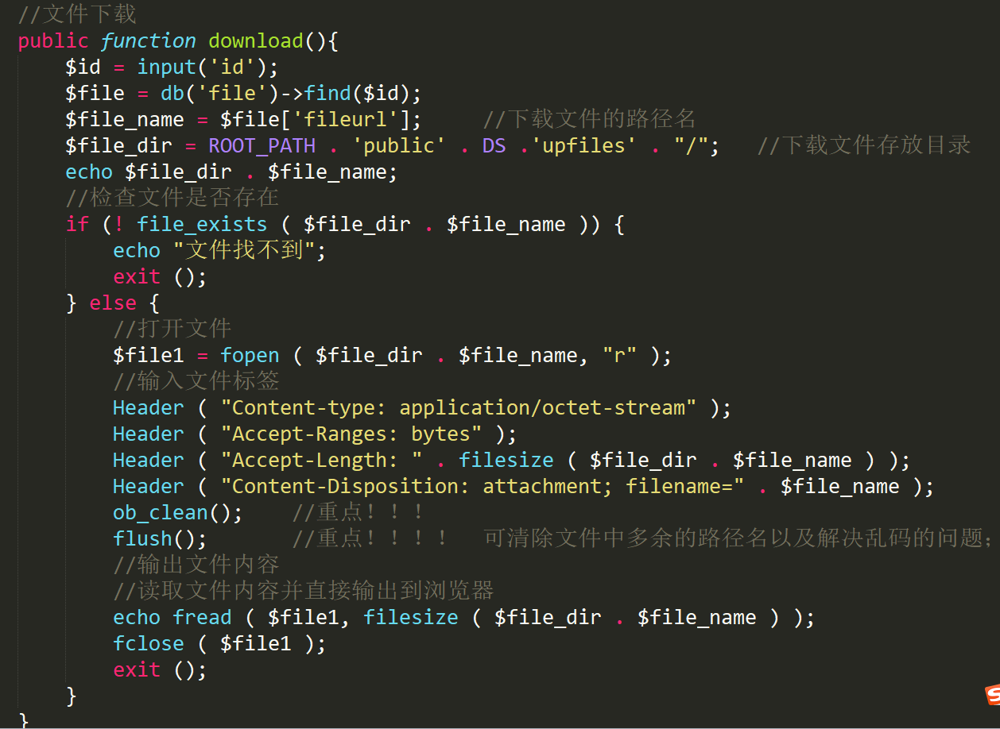 //文件下载
public function download(){
    $id = input('id');
    $file = db('file')->find($id);
    $file_name = $file['fileurl'];     //下载文件的路径名
    $file_dir = ROOT_PATH . 'public' . DS .'upfiles' . "/";   //下载文件存放目录
    echo $file_dir . $file_name;
    //检查文件是否存在
    if (! file_exists ( $file_dir . $file_name )) {
        echo "文件找不到";
        exit ();
    } else {
        //打开文件
        $file1 = fopen ( $file_dir . $file_name, "r" );
        //输入文件标签
        Header ( "Content-type: application/octet-stream" );
        Header ( "Accept-Ranges: bytes" );
        Header ( "Accept-Length: " . filesize ( $file_dir . $file_name ) );
        Header ( "Content-Disposition: attachment; filename=" . $file_name );
        ob_clean();    //重点！！！
        flush();       //重点！！！！  可清除文件中多余的路径名以及解决乱码的问题；
        //输出文件内容
        //读取文件内容并直接输出到浏览器
        echo fread ( $file1, filesize ( $file_dir . $file_name ) );
        fclose ( $file1 );
        exit ();
    }
}